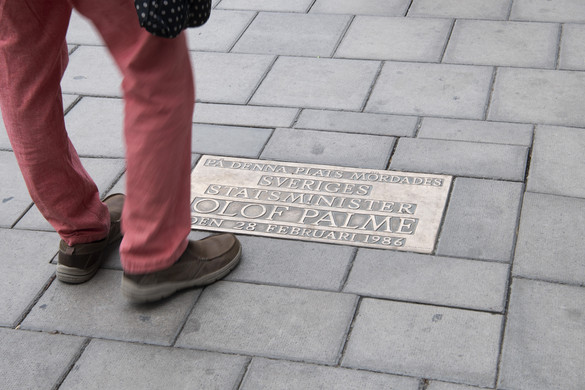 PÅ DENNA PLATS MÖRDADES
SVERIGES
STATSMINISTER
OLOF PALME
DEN 28 FEBRUARI 1986